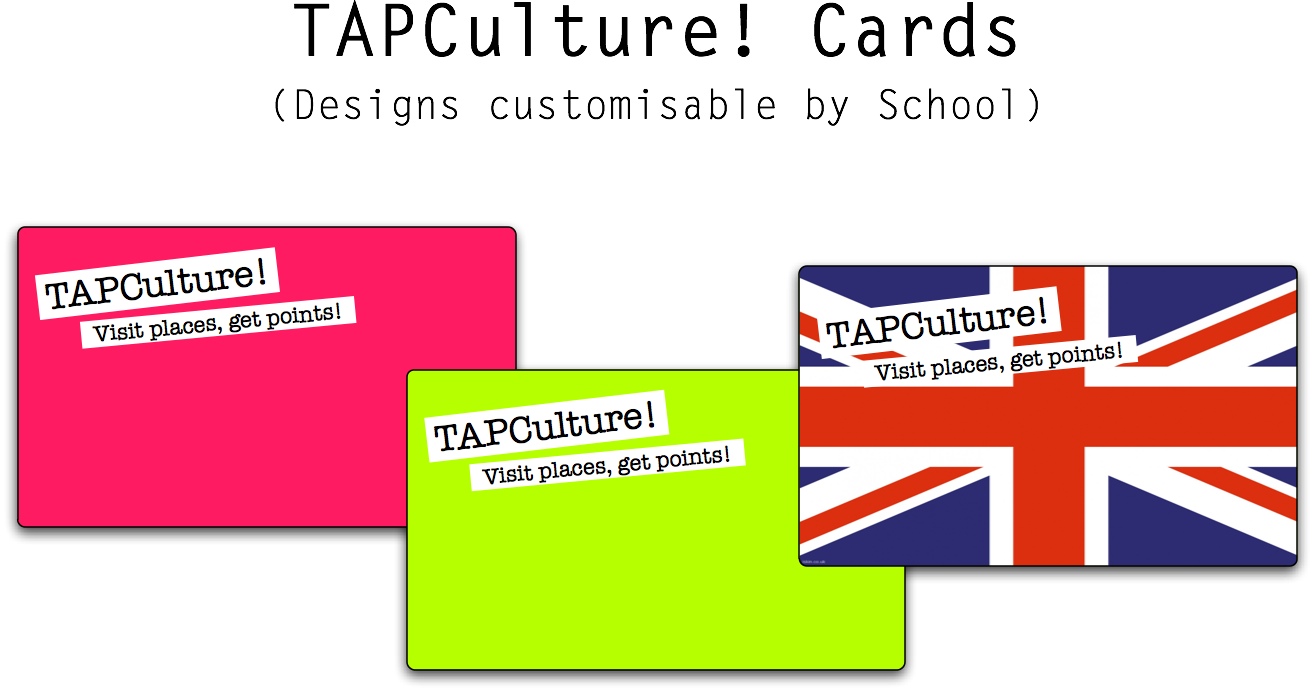 TAPCulture! Cards
(Designs customisable by School)
TAPCulture!
Visit places, get points!
TAPCulture!
Visit places, get points!
TAPCulture!
Visit places, get points!